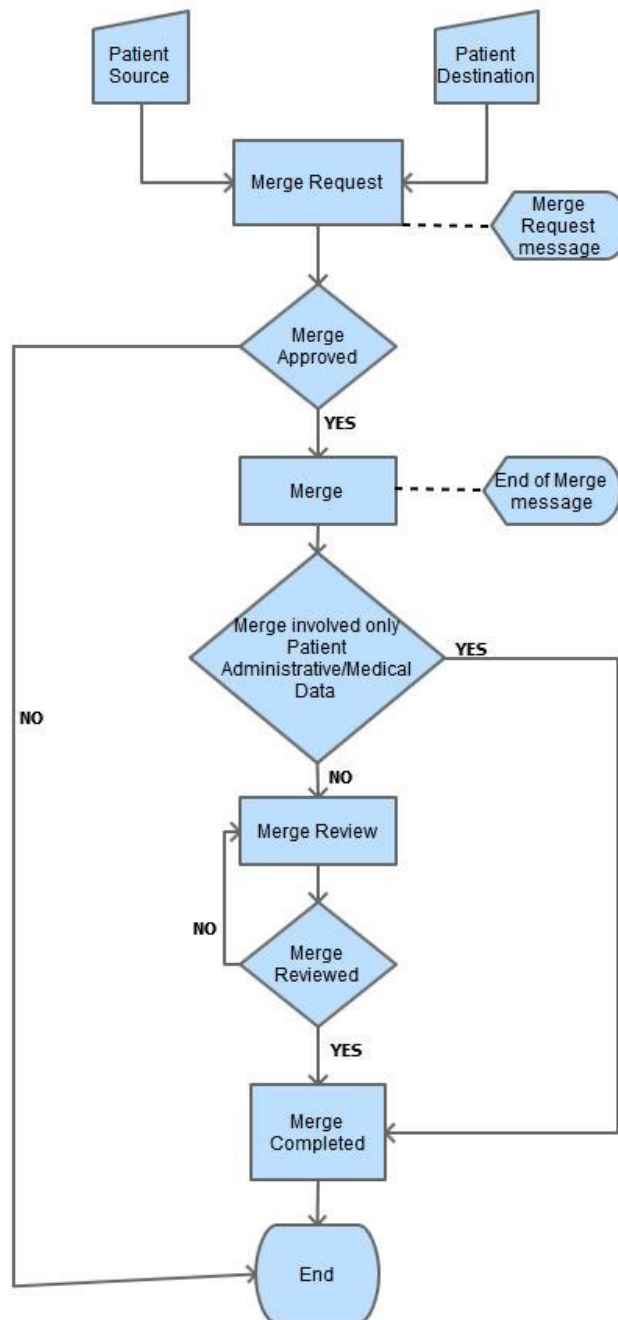 Patient
Source
Patient
Destination
Merge Request
Merge
Request
message
Merge
Approved
YES
Merge
End of Merge
message
Merge involved only
Patient
Administrative/Medical
Data
YES
NO
NO
Merge Review
NO
Merge
Reviewed
YES
Merge
Completed
End